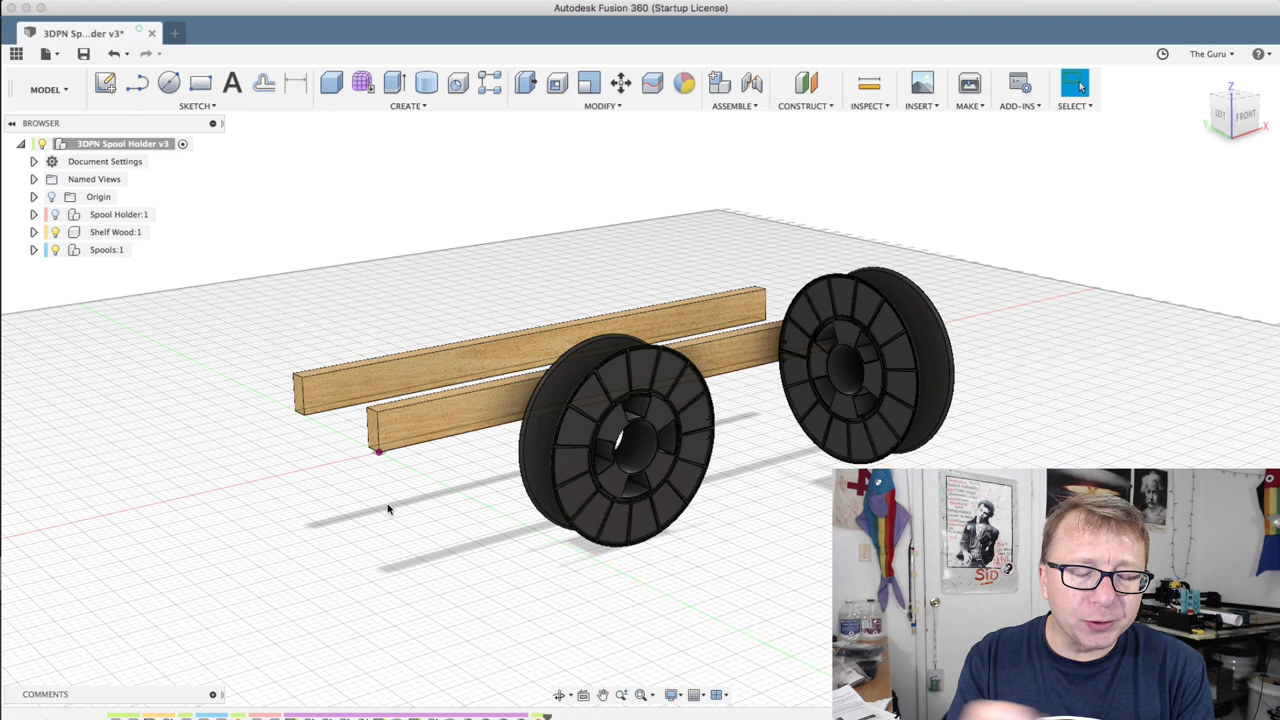 Autodesk Fusion 360 (Startup License)
3DPN Sp...der v3*
The Guru
MODEL
SKETCH
CREATE
MODIFY
ASSEMBLE
CONSTRUCT
INSPECT
INSERT
MAKE
ADD-INS
SELECT
BROWSER
Z
LEFT
FRONT
X
Y
3DPN Spool Holder v3
Document Settings
Named Views
Origin
Spool Holder:1
Shelf Wood:1
Spools:1
SID
COMMENTS